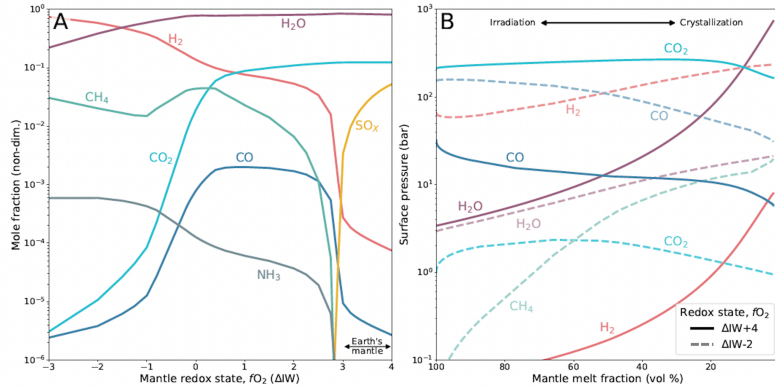 A
10⁰
10⁻¹
10⁻²
10⁻³
10⁻⁴
10⁻⁵
10⁻⁶
Mole fraction (non-dim.)
H₂O
H₂
CH₄
SOₓ
CO₂
CO
NH₃
Earth's
mantle
−3
−2
−1
0
1
2
3
4
Mantle redox state, fO₂ (ΔIW)
B
Irradiation
Crystallization
10³
10²
10¹
10⁰
10⁻¹
Surface pressure (bar)
CO₂
H₂
CO
CO
H₂O
H₂O
CO₂
CH₄
H₂
Redox state, fO₂
ΔIW+4
ΔIW-2
100
80
60
40
20
Mantle melt fraction (vol %)